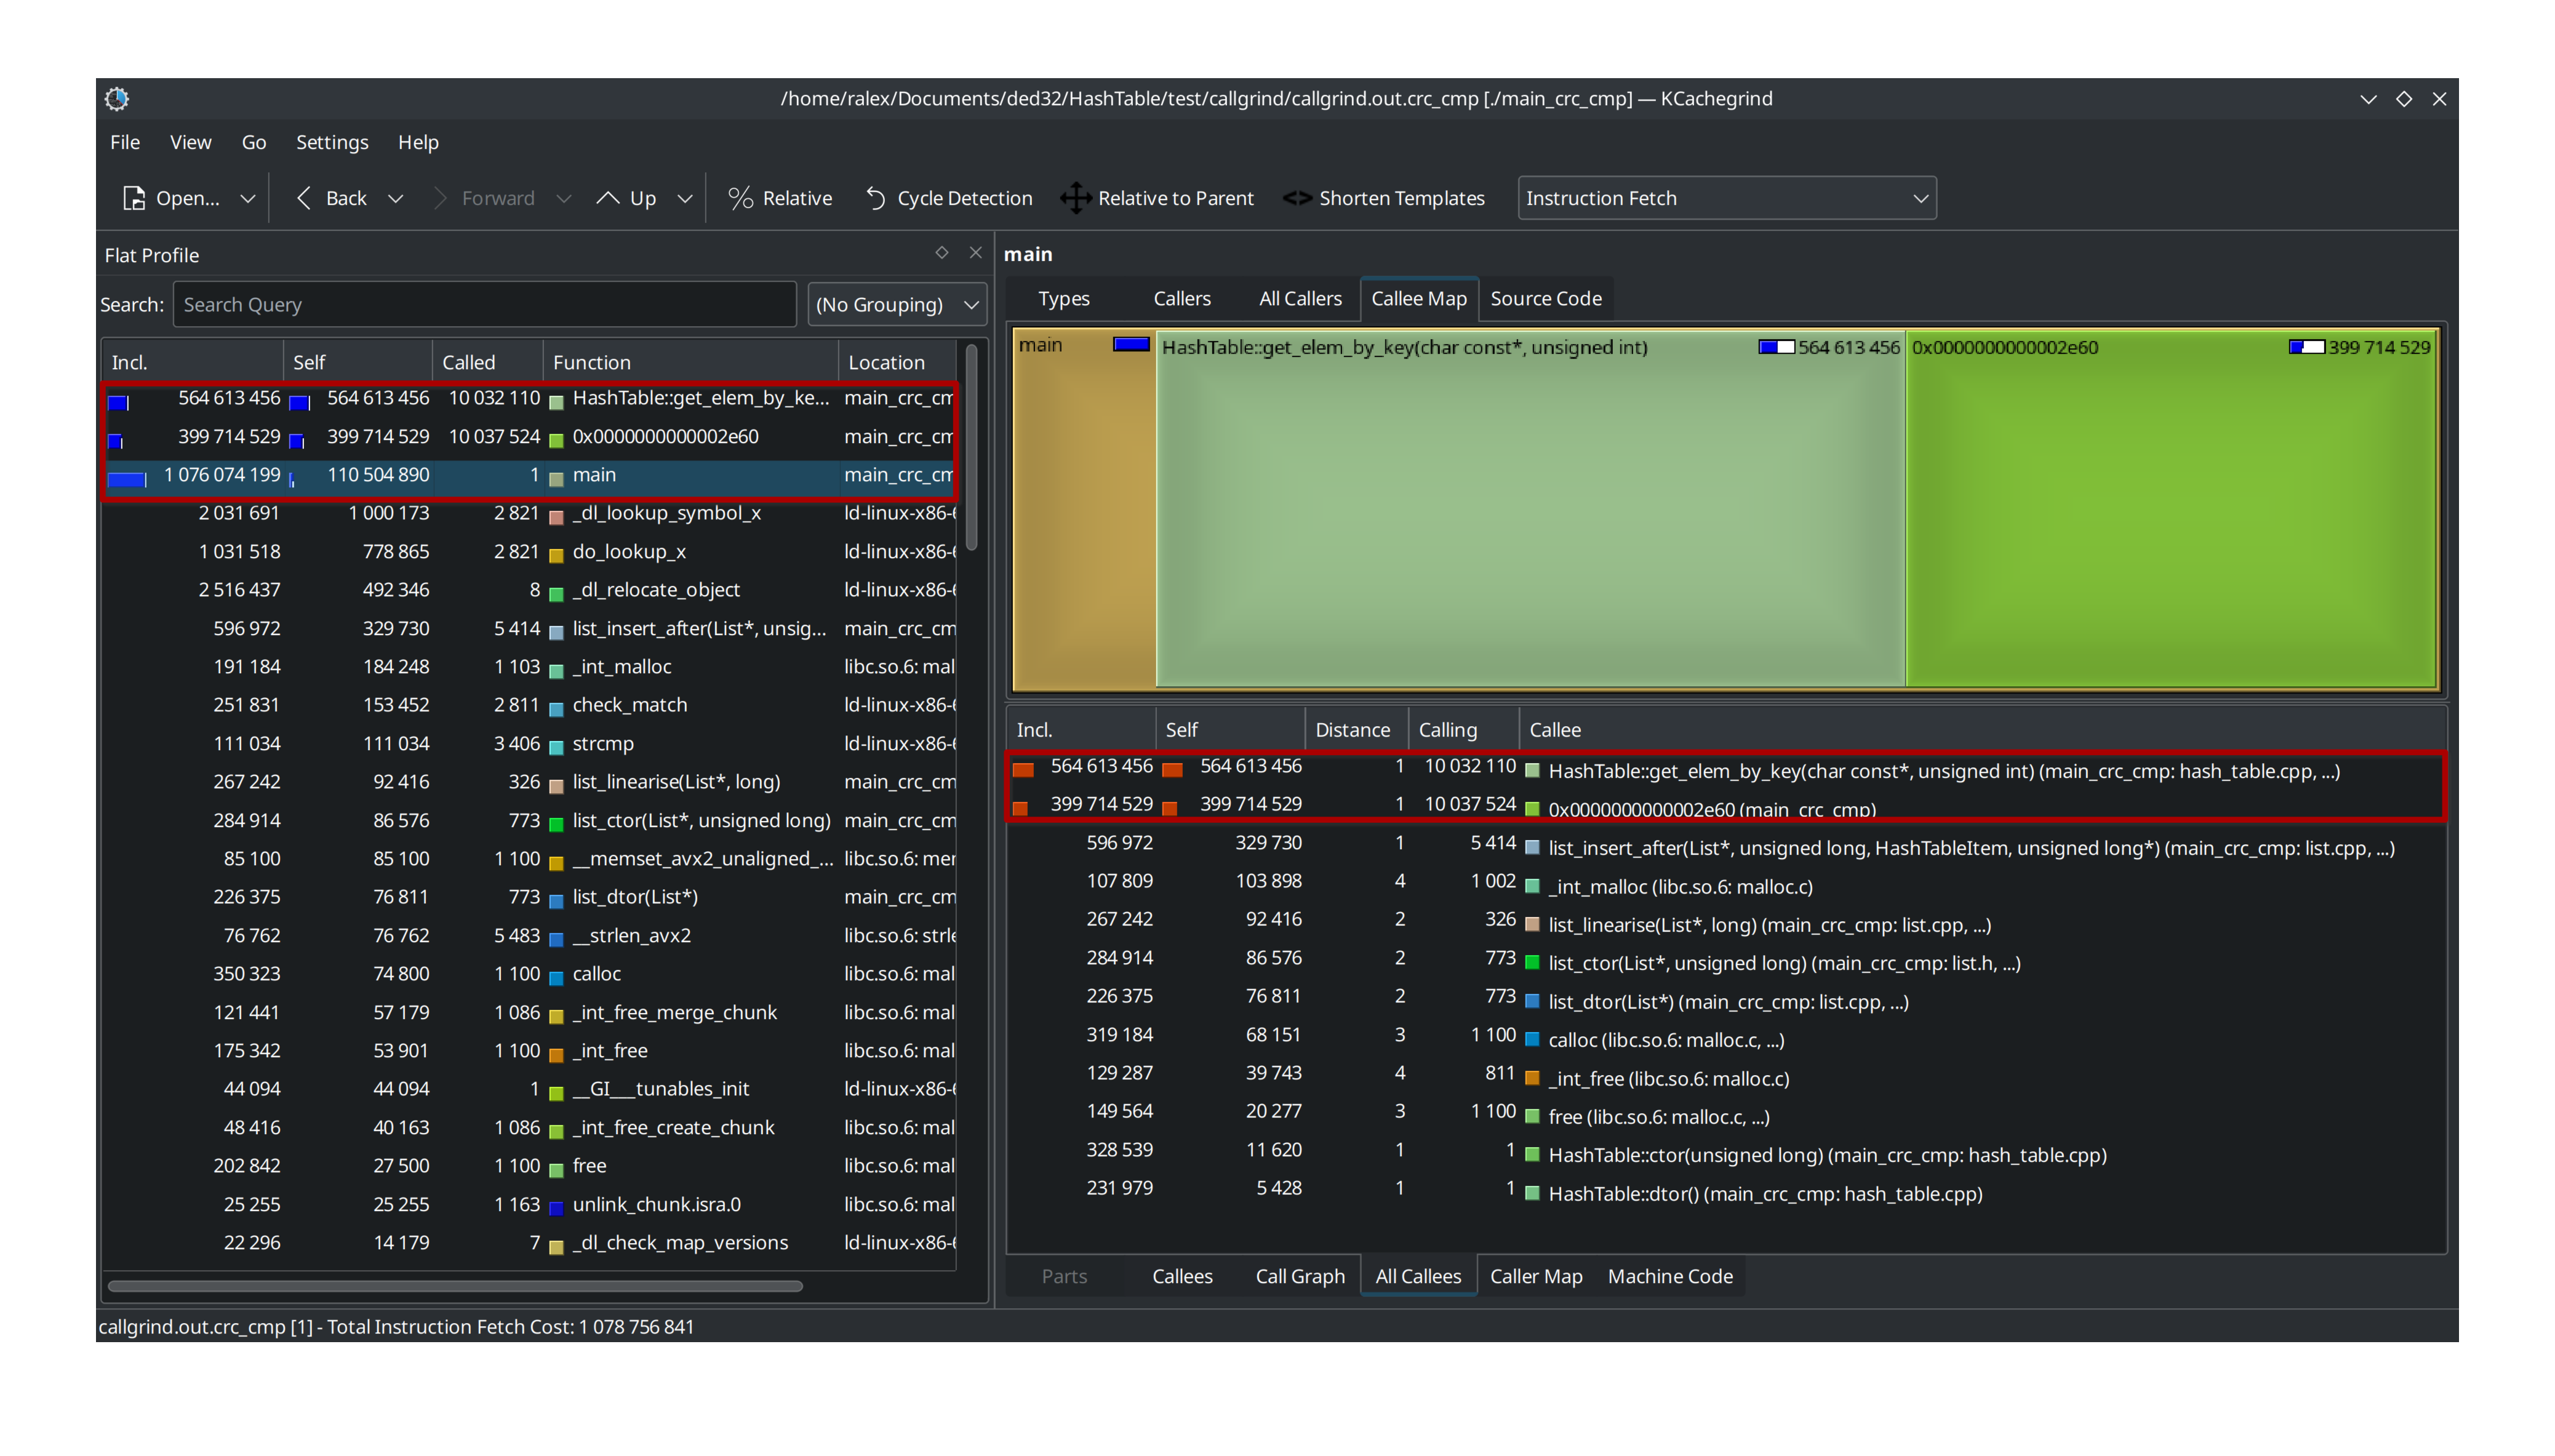 /home/ralex/Documents/ded32/HashTable/test/callgrind/callgrind.out.crc_cmp [./main_crc_cmp] — KCachegrind
File View Go Settings Help
Open... Back Forward Up Relative Cycle Detection Relative to Parent Shorten Templates Instruction Fetch
Flat Profile
Search: Search Query (No Grouping)
Incl. Self Called Function Location
564 613 456 564 613 456 10 032 110 HashTable::get_elem_by_ke... main_crc_cm
399 714 529 399 714 529 10 037 524 0x0000000000002e60 main_crc_cm
1 076 074 199 110 504 890 1 main main_crc_cm
2 031 691 1 000 173 2 821 _dl_lookup_symbol_x ld-linux-x86-6
1 031 518 778 865 2 821 do_lookup_x ld-linux-x86-6
2 516 437 492 346 8 _dl_relocate_object ld-linux-x86-6
596 972 329 730 5 414 list_insert_after(List*, unsig... main_crc_cm
191 184 184 248 1 103 _int_malloc libc.so.6: mal
251 831 153 452 2 811 check_match ld-linux-x86-6
111 034 111 034 3 406 strcmp ld-linux-x86-6
267 242 92 416 326 list_linearise(List*, long) main_crc_cm
284 914 86 576 773 list_ctor(List*, unsigned long) main_crc_cm
85 100 85 100 1 100 __memset_avx2_unaligned_... libc.so.6: mer
226 375 76 811 773 list_dtor(List*) main_crc_cm
76 762 76 762 5 483 __strlen_avx2 libc.so.6: strle
350 323 74 800 1 100 calloc libc.so.6: mal
121 441 57 179 1 086 _int_free_merge_chunk libc.so.6: mal
175 342 53 901 1 100 _int_free libc.so.6: mal
44 094 44 094 1 __GI___tunables_init ld-linux-x86-6
48 416 40 163 1 086 _int_free_create_chunk libc.so.6: mal
202 842 27 500 1 100 free libc.so.6: mal
25 255 25 255 1 163 unlink_chunk.isra.0 libc.so.6: mal
22 296 14 179 7 _dl_check_map_versions ld-linux-x86-6
main
Types Callers All Callers Callee Map Source Code
main HashTable::get_elem_by_key(char const*, unsigned int) 564 613 456 0x0000000000002e60 399 714 529
Incl. Self Distance Calling Callee
564 613 456 564 613 456 1 10 032 110 HashTable::get_elem_by_key(char const*, unsigned int) (main_crc_cmp: hash_table.cpp, ...)
399 714 529 399 714 529 1 10 037 524 0x0000000000002e60 (main_crc_cmp)
596 972 329 730 1 5 414 list_insert_after(List*, unsigned long, HashTableItem, unsigned long*) (main_crc_cmp: list.cpp, ...)
107 809 103 898 4 1 002 _int_malloc (libc.so.6: malloc.c)
267 242 92 416 2 326 list_linearise(List*, long) (main_crc_cmp: list.cpp, ...)
284 914 86 576 2 773 list_ctor(List*, unsigned long) (main_crc_cmp: list.h, ...)
226 375 76 811 2 773 list_dtor(List*) (main_crc_cmp: list.cpp, ...)
319 184 68 151 3 1 100 calloc (libc.so.6: malloc.c, ...)
129 287 39 743 4 811 _int_free (libc.so.6: malloc.c)
149 564 20 277 3 1 100 free (libc.so.6: malloc.c, ...)
328 539 11 620 1 1 HashTable::ctor(unsigned long) (main_crc_cmp: hash_table.cpp)
231 979 5 428 1 1 HashTable::dtor() (main_crc_cmp: hash_table.cpp)
Parts Callees Call Graph All Callees Caller Map Machine Code
callgrind.out.crc_cmp [1] - Total Instruction Fetch Cost: 1 078 756 841